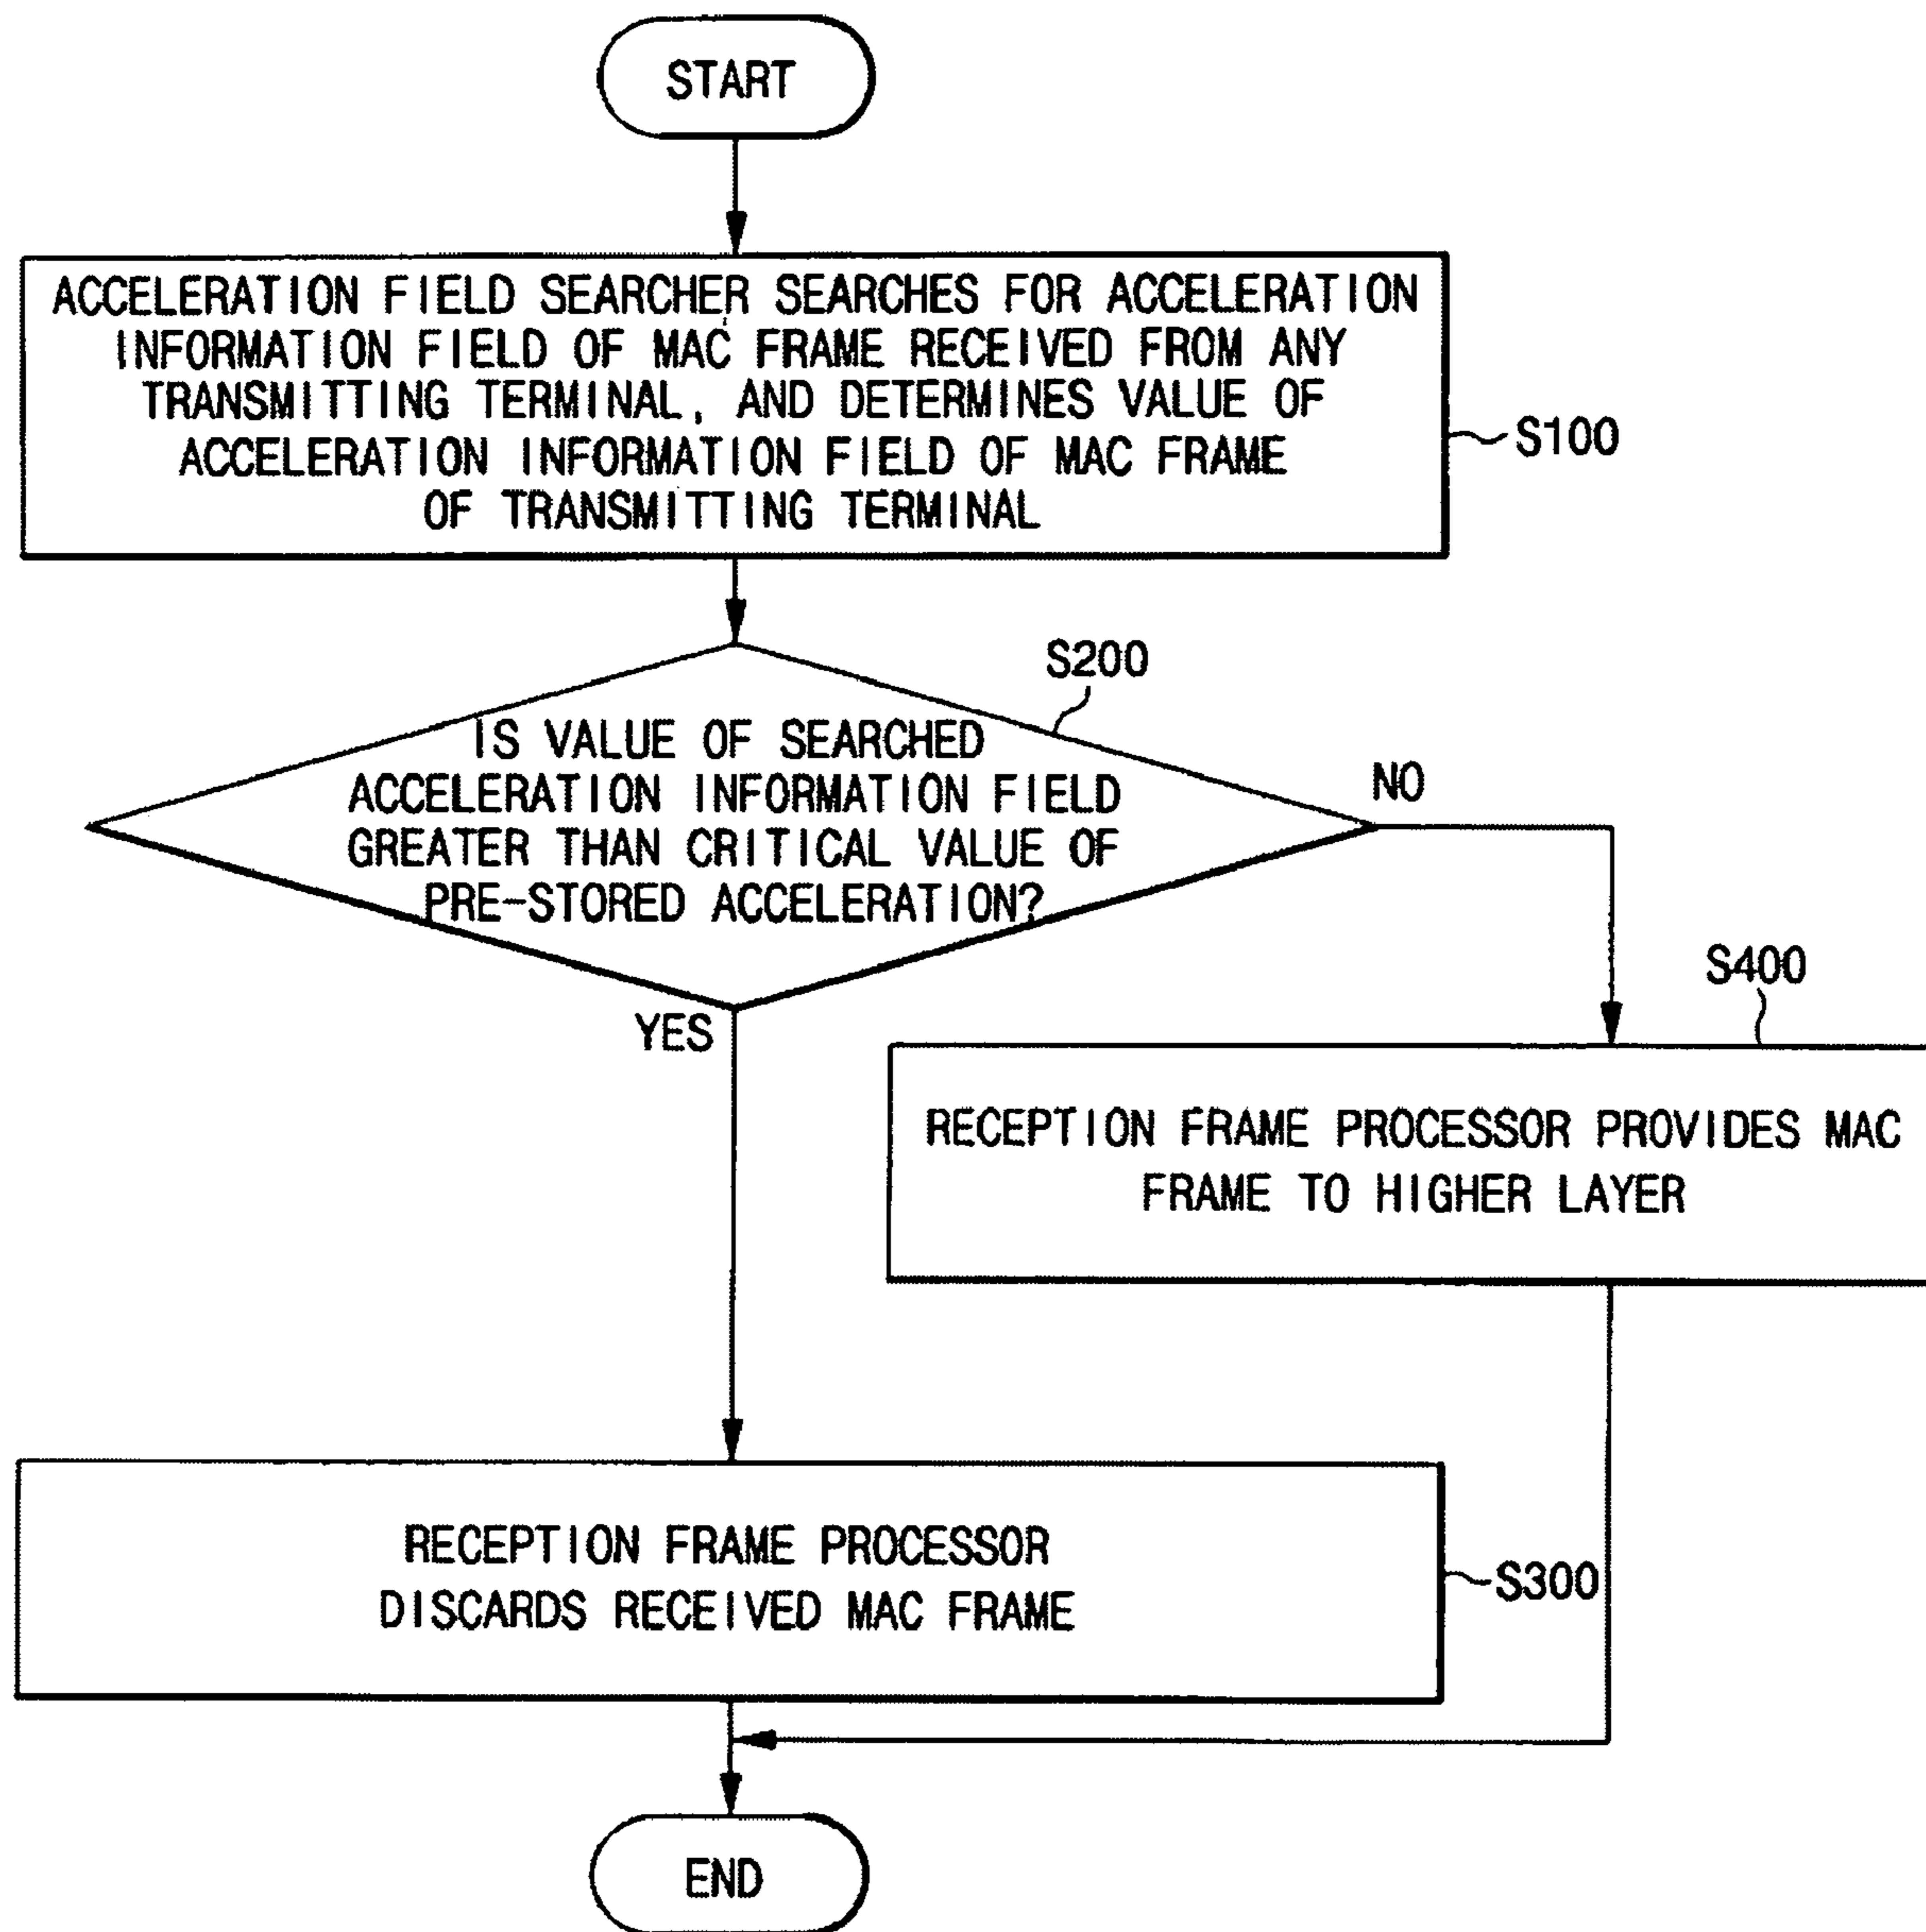 START
ACCELERATION FIELD SEARCHER SEARCHES FOR ACCELERATION
INFORMATION FIELD OF MAC FRAME RECEIVED FROM ANY
TRANSMITTING TERMINAL, AND DETERMINES VALUE OF
ACCELERATION INFORMATION FIELD OF MAC FRAME
OF TRANSMITTING TERMINAL
S100
S200
IS VALUE OF SEARCHED
ACCELERATION INFORMATION FIELD
GREATER THAN CRITICAL VALUE OF
PRE-STORED ACCELERATION?
NO
YES
S400
RECEPTION FRAME PROCESSOR PROVIDES MAC
FRAME TO HIGHER LAYER
RECEPTION FRAME PROCESSOR
DISCARDS RECEIVED MAC FRAME
S300
END